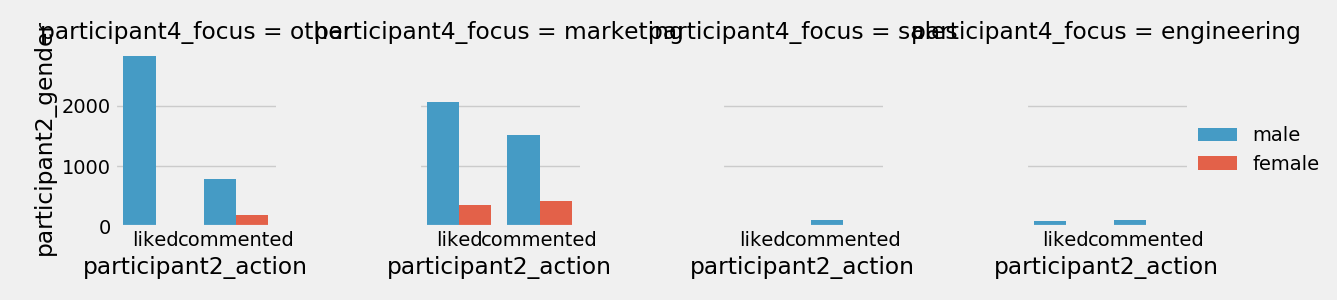 participant4_focus = other
participant4_focus = marketing
participant4_focus = sales
participant4_focus = engineering
participant2_gender
2000
1000
0
liked commented
liked commented
liked commented
liked commented
participant2_action
participant2_action
participant2_action
participant2_action
male
female